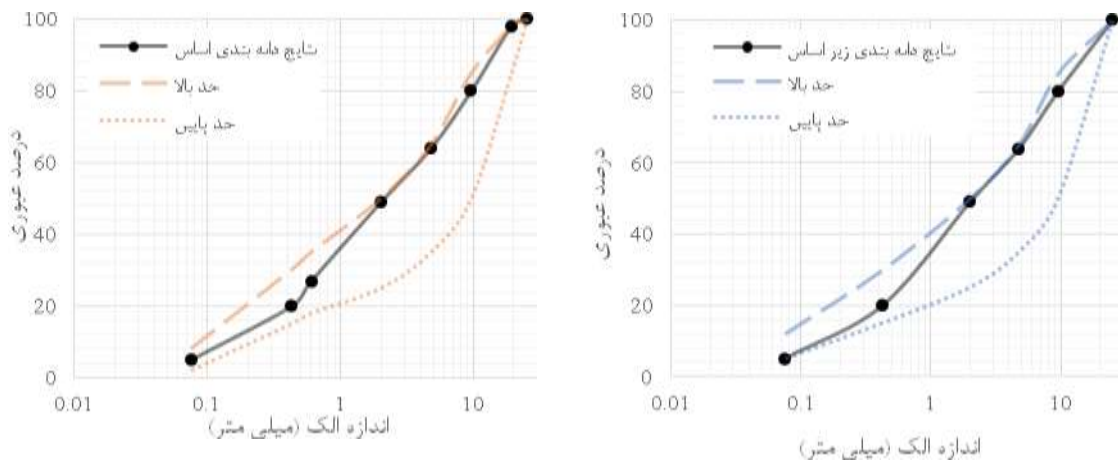 100
80
60
40
20
0
0.01
0.1
1
10
درصد عبوری
اندازه الک (میلی متر)
نتایج دانه بندی اساس
حد بالا
حد پایین
100
80
60
40
20
0
0.01
0.1
1
10
درصد عبوری
اندازه الک (میلی متر)
نتایج دانه بندی زیر اساس
حد بالا
حد پایین